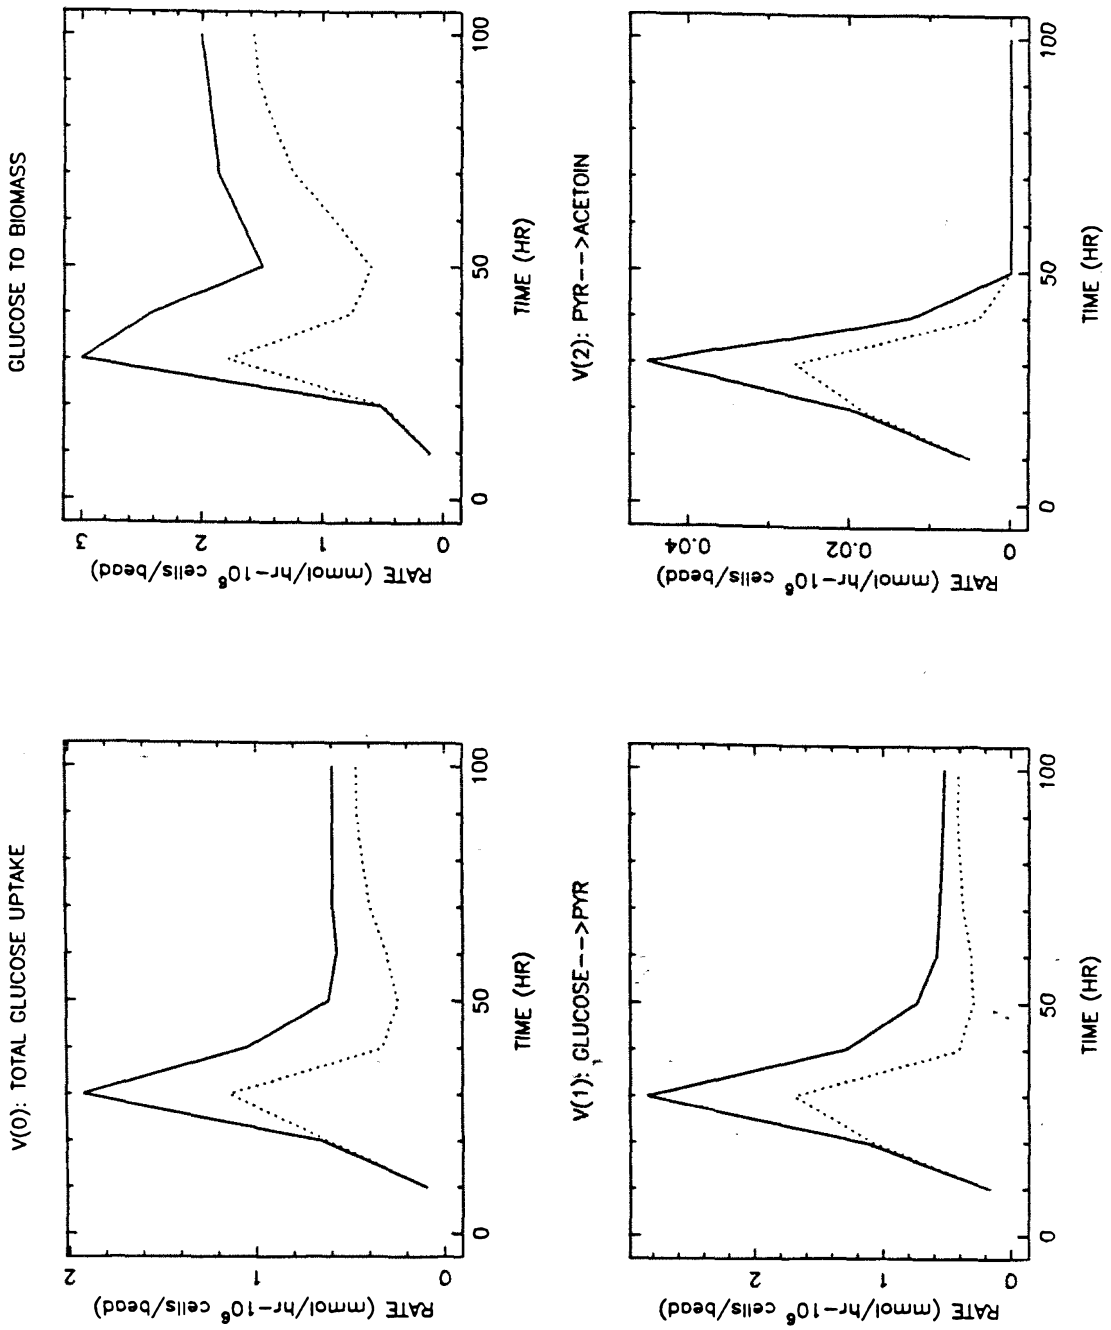 V(0): TOTAL GLUCOSE UPTAKE
RATE (mmol/hr-10⁶ cells/bead)
2
1
0
0 50 100
TIME (HR)
GLUCOSE TO BIOMASS
RATE (mmol/hr-10⁶ cells/bead)
3
2
1
0
0 50 100
TIME (HR)
V(1): GLUCOSE-->PYR
RATE (mmol/hr-10⁶ cells/bead)
2
1
0
0 50 100
TIME (HR)
V(2): PYR-->ACETOIN
RATE (mmol/hr-10⁶ cells/bead)
0.04
0.02
0
0 50 100
TIME (HR)